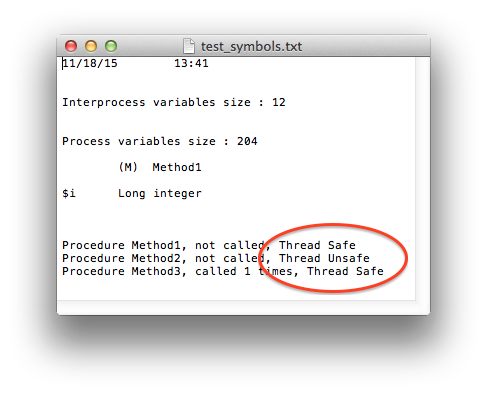 test_symbols.txt
11/18/15 13:41
Interprocess variables size : 12
Process variables size : 204
(M) Method1
$i Long integer
Procedure Method1, not called, Thread Safe
Procedure Method2, not called, Thread Unsafe
Procedure Method3, called 1 times, Thread Safe